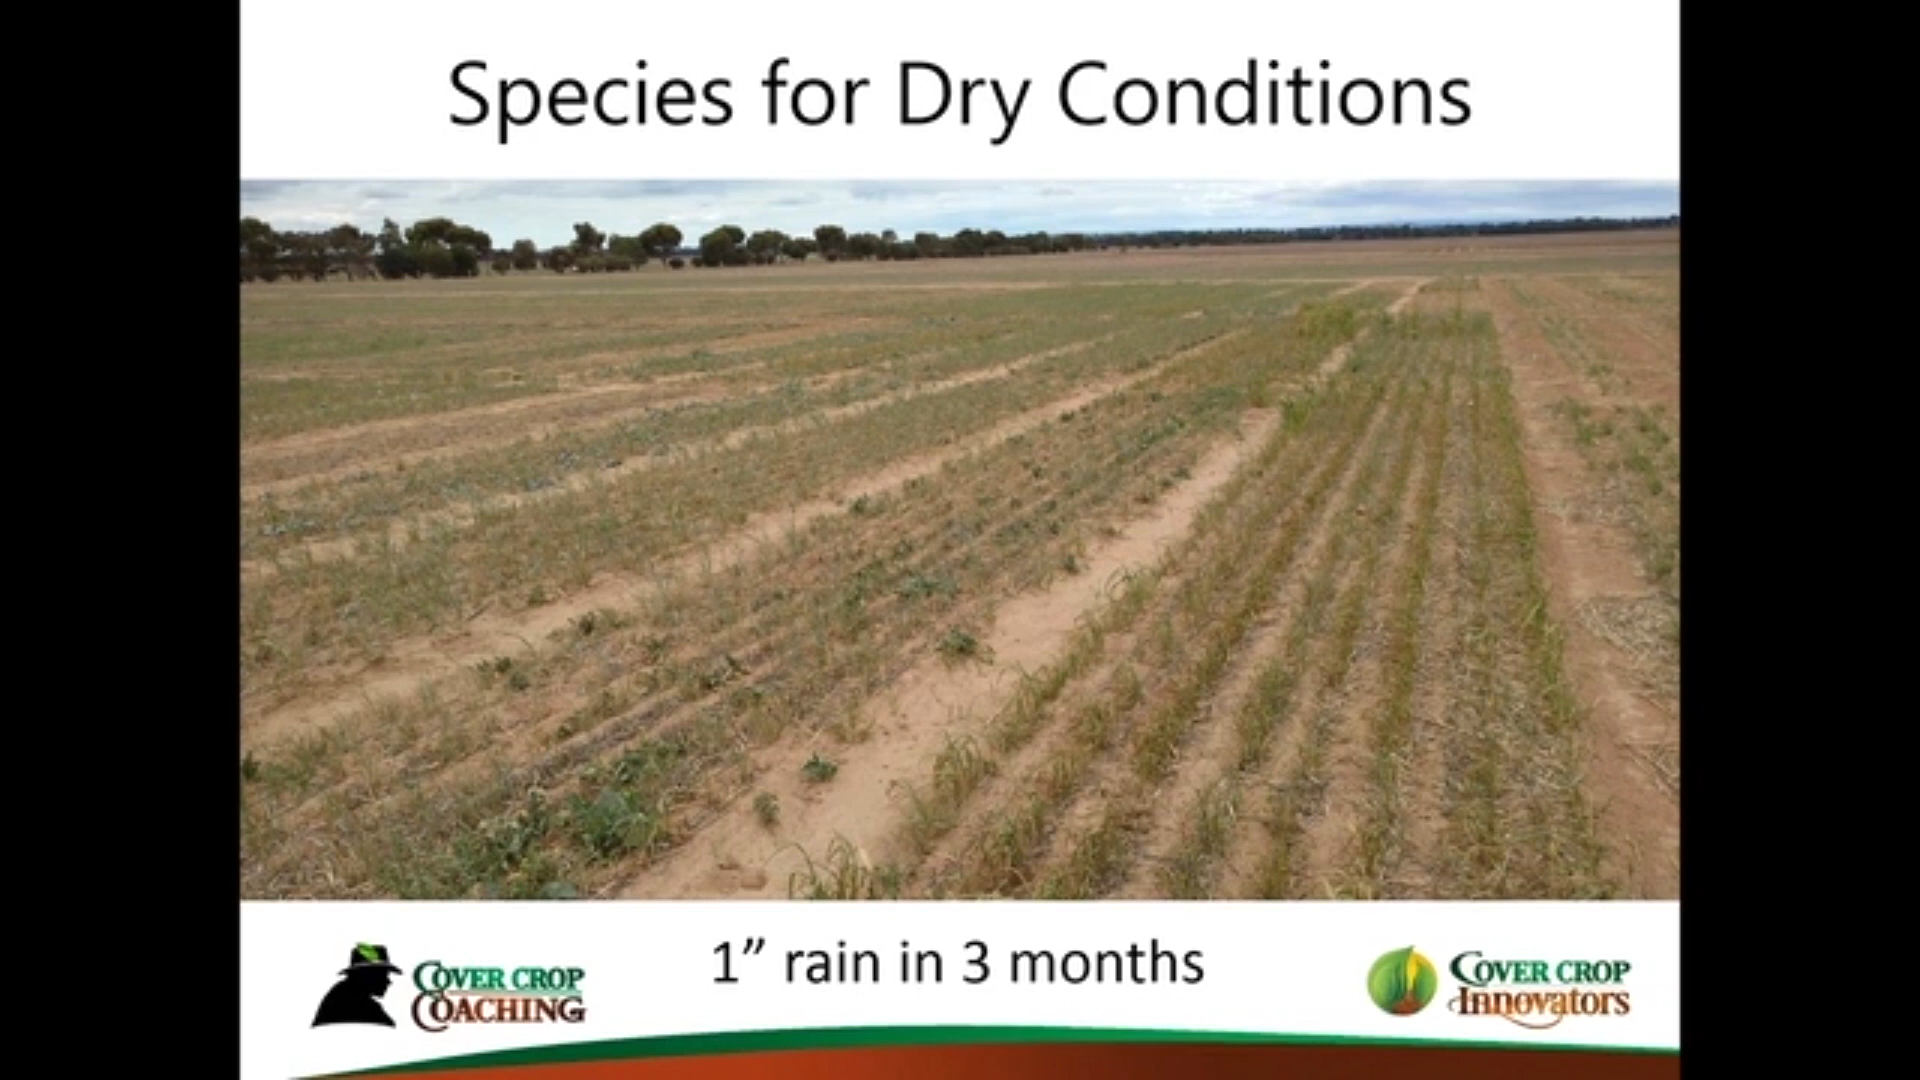 Species for Dry Conditions
1” rain in 3 months
COVER CROP
COACHING
COVER CROP
Innovators